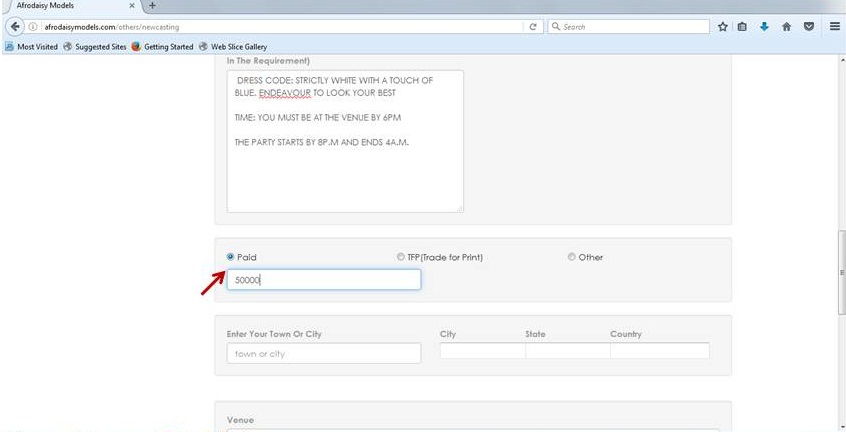 Afrodaisy Models
afrodaisymodels.com/others/newcasting
Search
Most Visited Suggested Sites Getting Started Web Slice Gallery
In The Requirement)
DRESS CODE: STRICTLY WHITE WITH A TOUCH OF
BLUE. ENDEAVOUR TO LOOK YOUR BEST
TIME: YOU MUST BE AT THE VENUE BY 6PM
THE PARTY STARTS BY 8P.M AND ENDS 4A.M.
Paid TFP(Trade for Print) Other
50000
Enter Your Town Or City City State Country
town or city
Venue